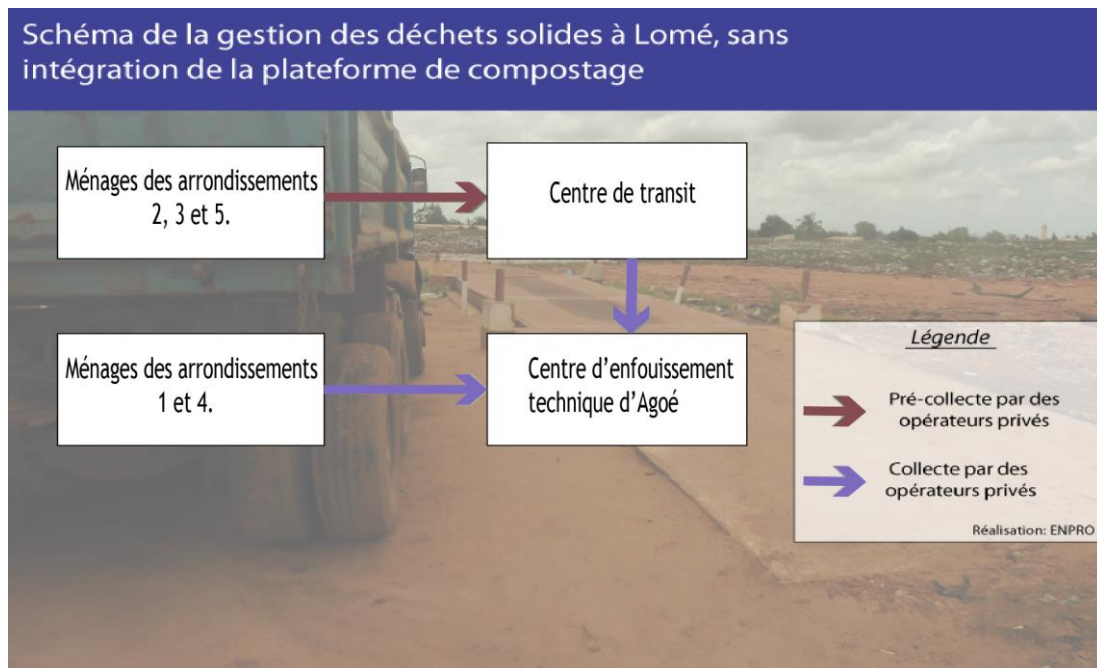 Schéma de la gestion des déchets solides à Lomé, sans
intégration de la plateforme de compostage
Ménages des arrondissements
2, 3 et 5.
Centre de transit
Ménages des arrondissements
1 et 4.
Centre d'enfouissement
technique d'Agoé
Légende
Pré-collecte par des
opérateurs privés
Collecte par des
opérateurs privés
Réalisation: ENPRO